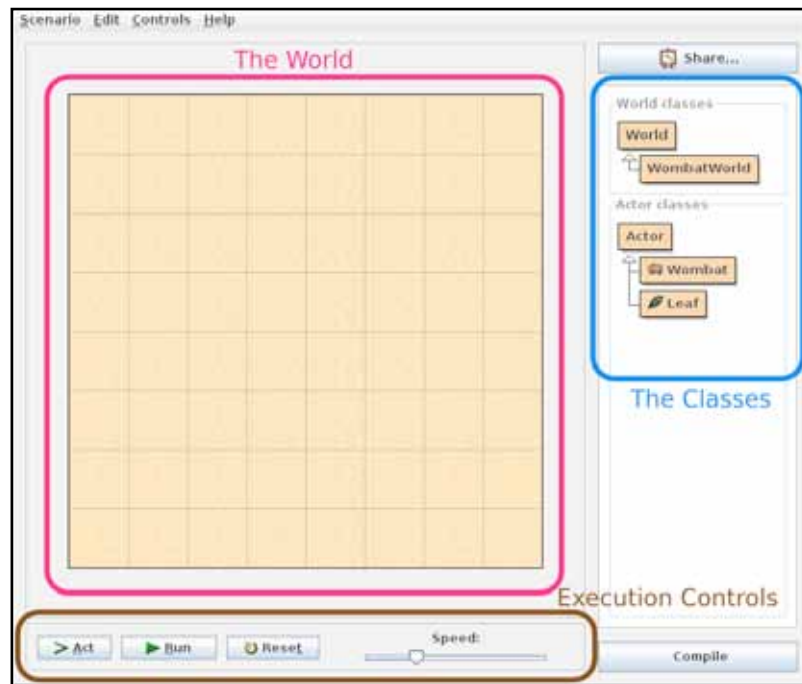 Scenario Edit Controls Help
The World
Share...
World classes
World
WombatWorld
Actor classes
Actor
Wombat
Leaf
The Classes
Execution Controls
Act
Run
Reset
Speed:
Compile